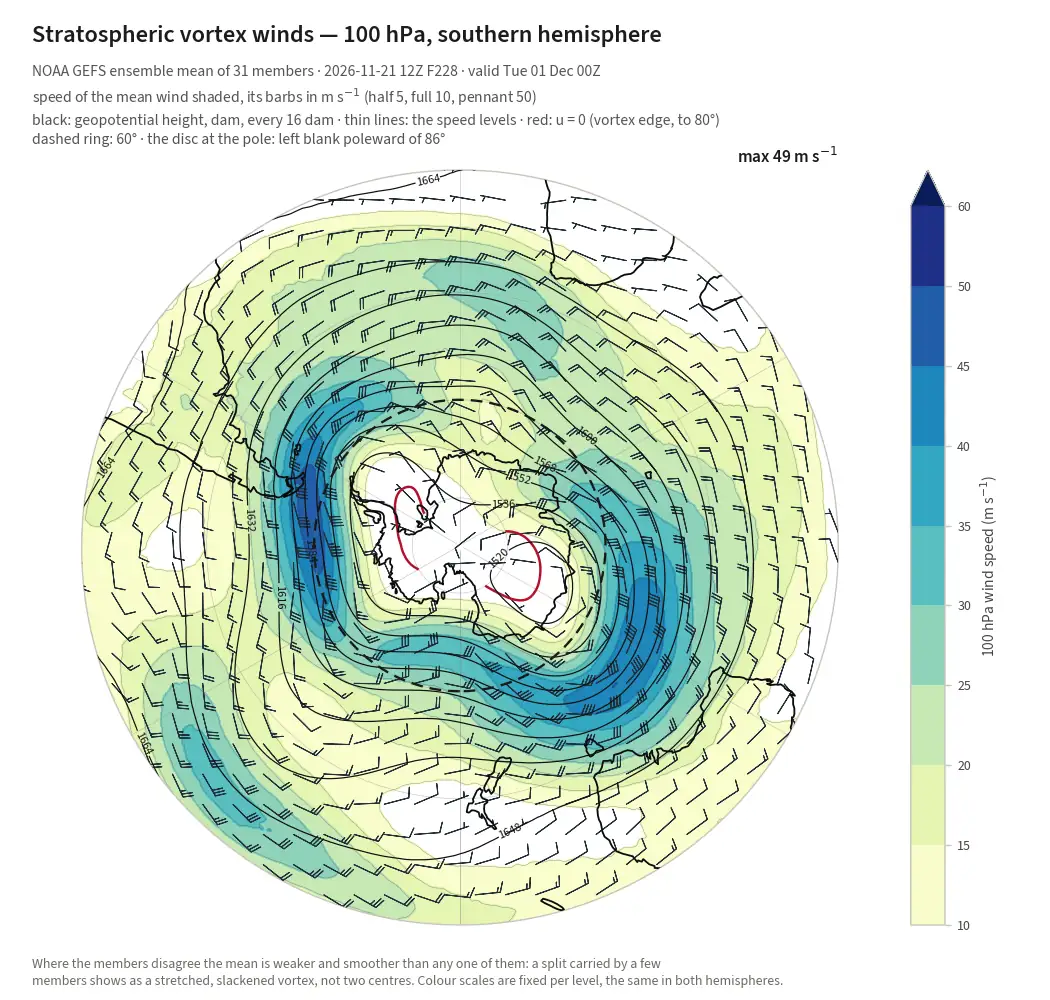 Stratospheric vortex winds — 100 hPa, southern hemisphere
NOAA GEFS ensemble mean of 31 members · 2026-11-21 12Z F228 · valid Tue 01 Dec 00Z
speed of the mean wind shaded, its barbs in m s⁻¹ (half 5, full 10, pennant 50)
black: geopotential height, dam, every 16 dam · thin lines: the speed levels · red: u = 0 (vortex edge, to 80°)
dashed ring: 60° · the disc at the pole: left blank poleward of 86°
max 49 m s⁻¹
1664
60
50
45
40
35
30
25
20
15
10
100 hPa wind speed (m s⁻¹)
1600
1568
1552
1536
1520
1664
1632
1584
1616
1664
1648
Where the members disagree the mean is weaker and smoother than any one of them: a split carried by a few
members shows as a stretched, slackened vortex, not two centres. Colour scales are fixed per level, the same in both hemispheres.